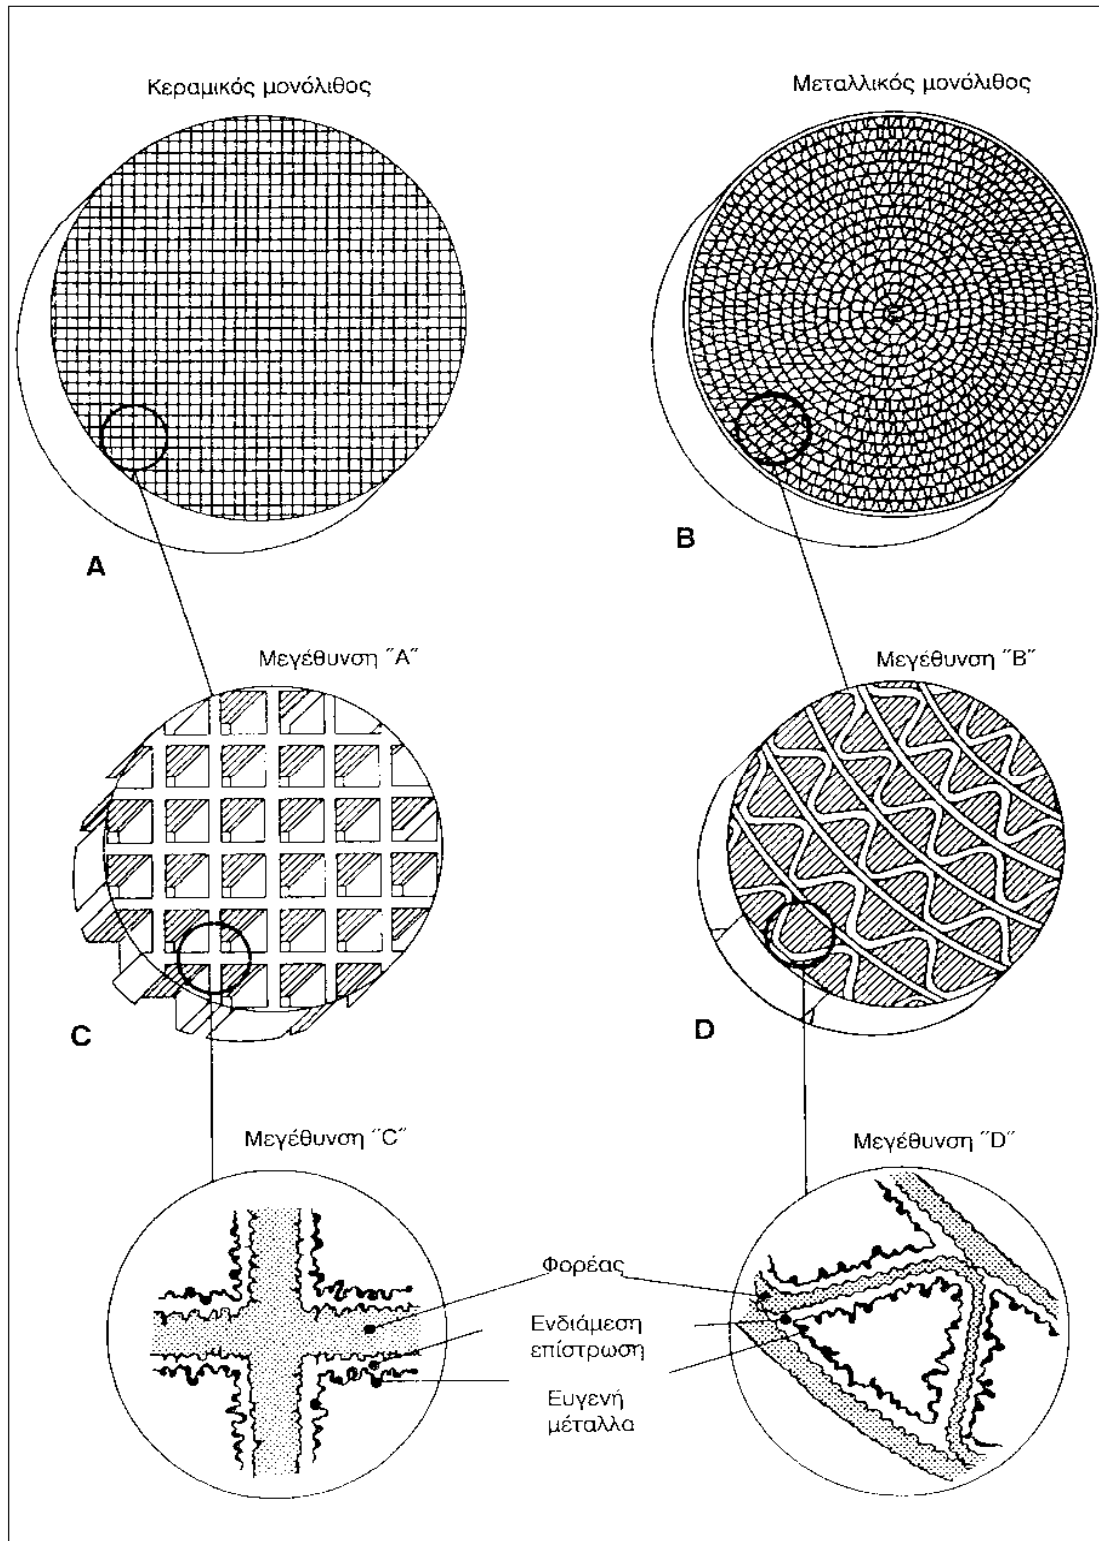 Κεραμικός μονόλιθος
Μεταλλικός μονόλιθος
A
B
Μεγέθυνση "A"
Μεγέθυνση "B"
C
D
Μεγέθυνση "C"
Μεγέθυνση "D"
Φορέας
Ενδιάμεση
επίστρωση
Ευγενή
μέταλλα